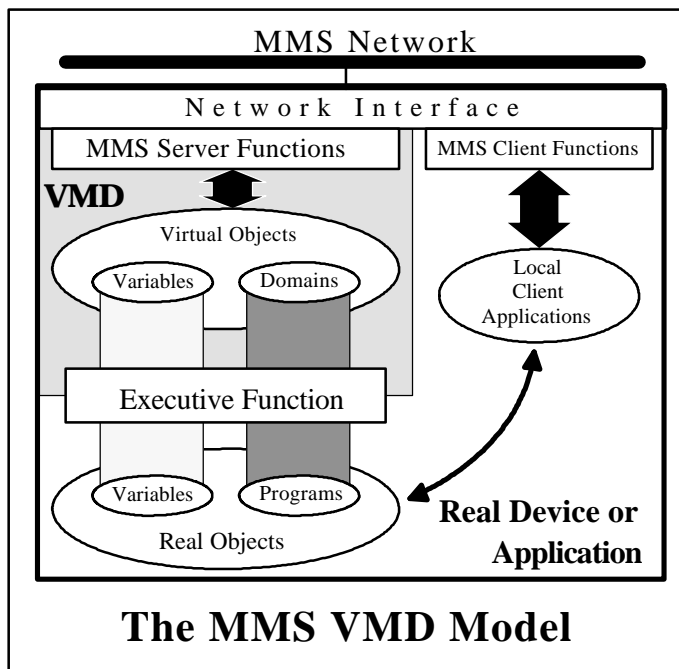 MMS Network
Network Interface
MMS Server Functions
MMS Client Functions
VMD
Virtual Objects
Variables
Domains
Local
Client
Applications
Executive Function
Variables
Programs
Real Objects
Real Device or
Application
The MMS VMD Model